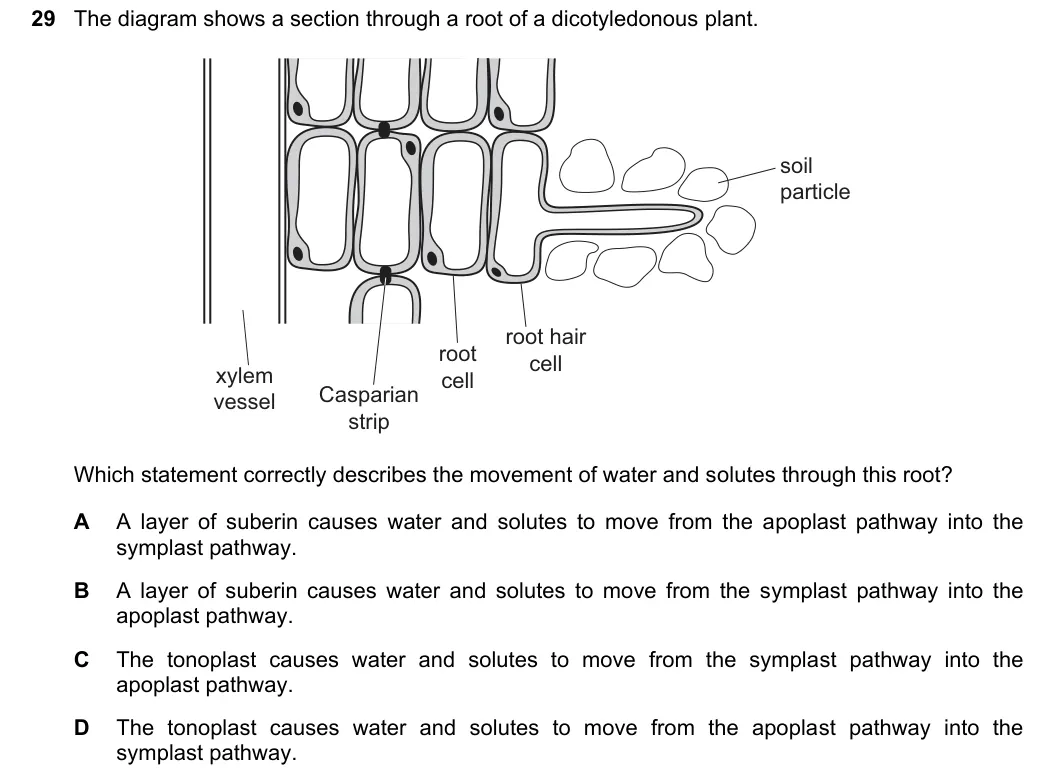 29 The diagram shows a section through a root of a dicotyledonous plant.
soil
particle
root hair
cell
root
cell
xylem
vessel
Casparian
strip
Which statement correctly describes the movement of water and solutes through this root?
A A layer of suberin causes water and solutes to move from the apoplast pathway into the
symplast pathway.
B A layer of suberin causes water and solutes to move from the symplast pathway into the
apoplast pathway.
C The tonoplast causes water and solutes to move from the symplast pathway into the
apoplast pathway.
D The tonoplast causes water and solutes to move from the apoplast pathway into the
symplast pathway.